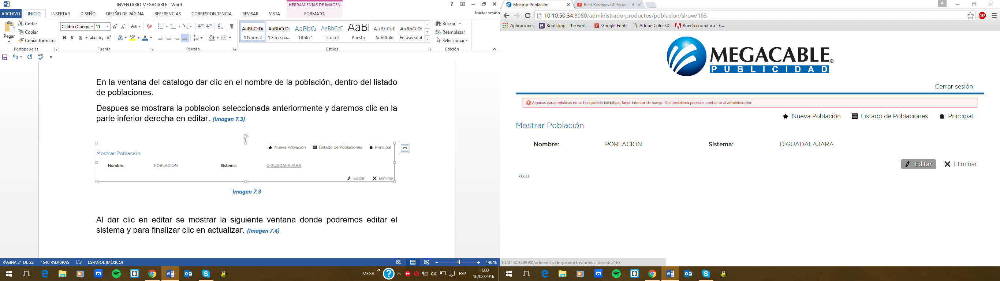 INVENTARIO MEGACABLE - Word
HERRAMIENTAS DE IMAGEN
ARCHIVO INICIO INSERTAR DISEÑO DISEÑO DE PÁGINA REFERENCIAS CORRESPONDENCIA REVISAR VISTA FORMATO Iniciar sesión
Pegar
Cortar
Copiar
Copiar formato
Portapapeles
Calibri (Cuerpo 11
N K S abc
Fuente
Párrafo
AaBbCcDc AaBbCcDc AaBbCc AaBbCcD AaBl AaBbCcD AaBbCcDc
¶ Normal ¶ Sin espa... Título 1 Título 2 Puesto Subtítulo Énfasis sutil
Estilos
Buscar
Reemplazar
Seleccionar
Edición
En la ventana del catalogo dar clic en el nombre de la población, dentro del listado
de poblaciones.
Despues se mostrara la poblacion seleccionada anteriormente y daremos clic en la
parte inferior derecha en editar. (Imagen 7.3)
Nueva Población Listado de Poblaciones Principal
Mostrar Población
Nombre: POBLACION Sistema: D:GUADALAJARA
Editar Eliminar
Imagen 7.3
Al dar clic en editar se mostrar la siguiente ventana donde podremos editar el
sistema y para finalizar clic en actualizar. (Imagen 7.4)
PÁGINA 21 DE 22 1548 PALABRAS ESPAÑOL (MÉXICO) 140 %
MEGA ESP 11:00
16/02/2016
Mostrar Población Best Remixes of Popula
10.10.50.34:8080/administradorproductos/poblacion/show/163
ABP
Aplicaciones Bootstrap · The worl... Google Fonts Adobe Color CC Rueda cromática | E...
MEGACABLE®
PUBLICIDAD
Cerrar sesión
Algunas características no se han podido inicializar, favor intentar de nuevo. Si el problema persiste, contactar al administrador.
Nueva Población Listado de Poblaciones Principal
Mostrar Población
Nombre: POBLACION Sistema: D:GUADALAJARA
Editar Eliminar
0.1.23
10.10.50.34:8080/administradorproductos/poblacion/edit/163